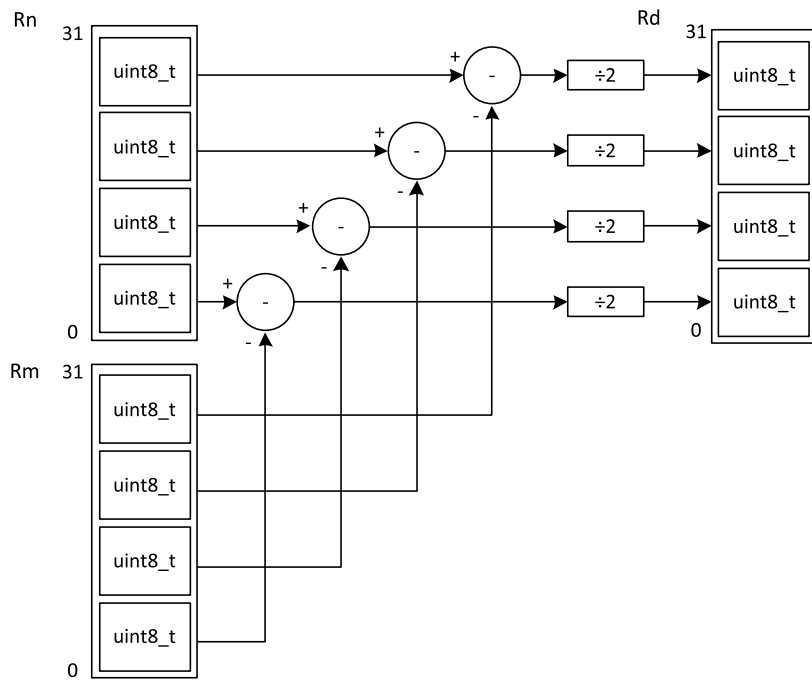 Rn
31
uint8_t
uint8_t
uint8_t
uint8_t
0
Rm
31
uint8_t
uint8_t
uint8_t
uint8_t
0
+
-
-
+
-
-
+
-
-
+
-
-
÷2
÷2
÷2
÷2
Rd
31
uint8_t
uint8_t
uint8_t
uint8_t
0